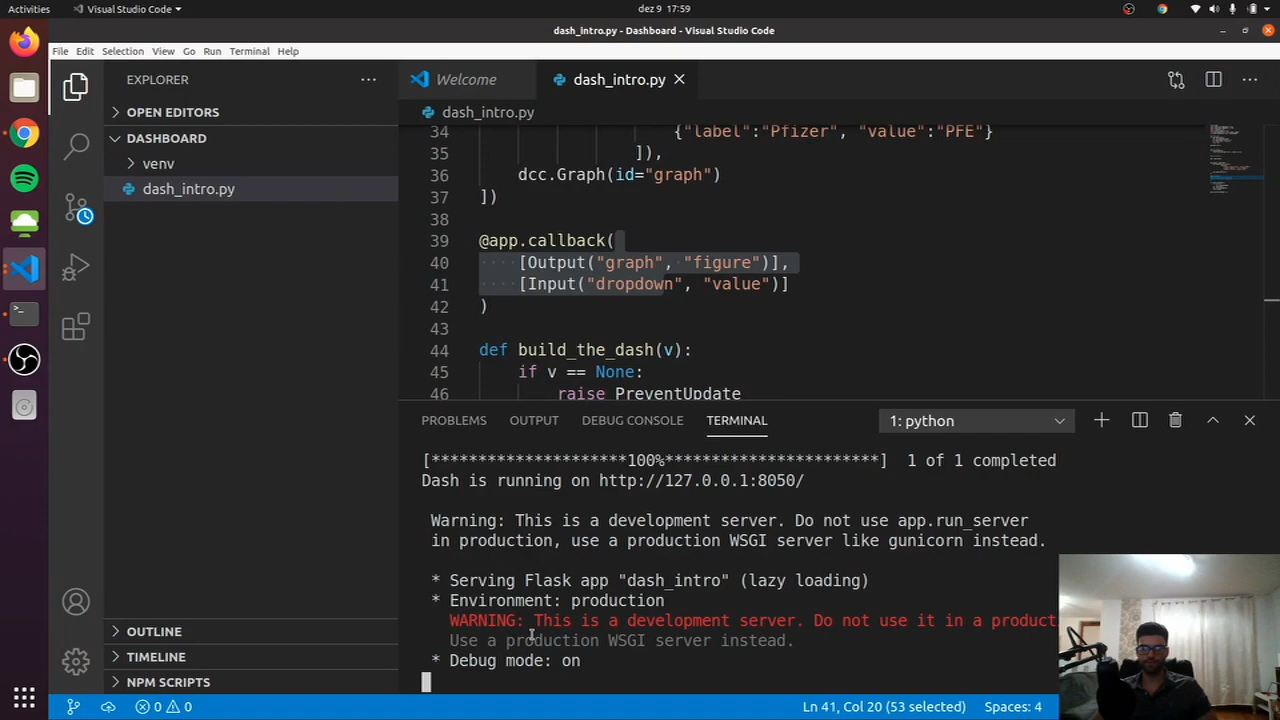 Activities
Visual Studio Code
dez 9 17:59
dash_intro.py - Dashboard - Visual Studio Code
File Edit Selection View Go Run Terminal Help
EXPLORER
OPEN EDITORS
DASHBOARD
venv
dash_intro.py
OUTLINE
TIMELINE
NPM SCRIPTS
Welcome
dash_intro.py
dash_intro.py
34 {"label":"Pfizer", "value":"PFE"}
35 ]),
36 dcc.Graph(id="graph")
37 ])
38
39 @app.callback(
40 [Output("graph", "figure")],
41 [Input("dropdown", "value")]
42 )
43
44 def build_the_dash(v):
45 if v == None:
46 raise PreventUpdate
PROBLEMS OUTPUT DEBUG CONSOLE TERMINAL 1: python
[*********************100%***********************] 1 of 1 completed
Dash is running on http://127.0.0.1:8050/
Warning: This is a development server. Do not use app.run_server
in production, use a production WSGI server like gunicorn instead.
* Serving Flask app "dash_intro" (lazy loading)
* Environment: production
WARNING: This is a development server. Do not use it in a product
Use a production WSGI server instead.
* Debug mode: on
0 0
Ln 41, Col 20 (53 selected) Spaces: 4